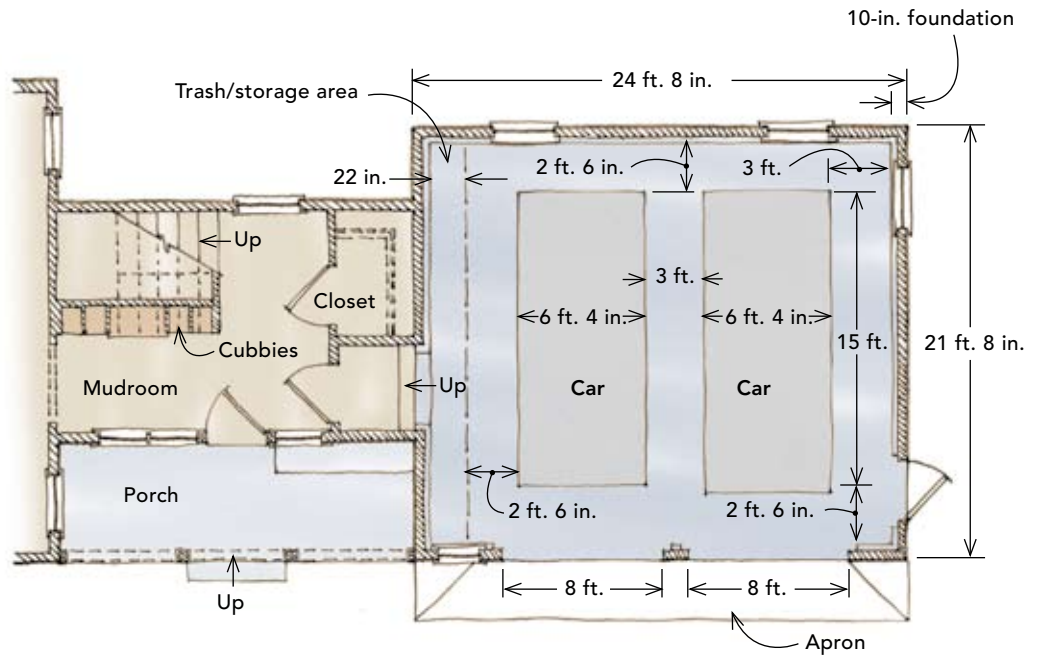 10-in. foundation
24 ft. 8 in.
Trash/storage area
2 ft. 6 in.
3 ft.
22 in.
Up
3 ft.
Closet
6 ft. 4 in.
6 ft. 4 in.
15 ft.
21 ft. 8 in.
Cubbies
Mudroom
Up
Car
Car
Porch
2 ft. 6 in.
2 ft. 6 in.
8 ft.
8 ft.
Up
Apron